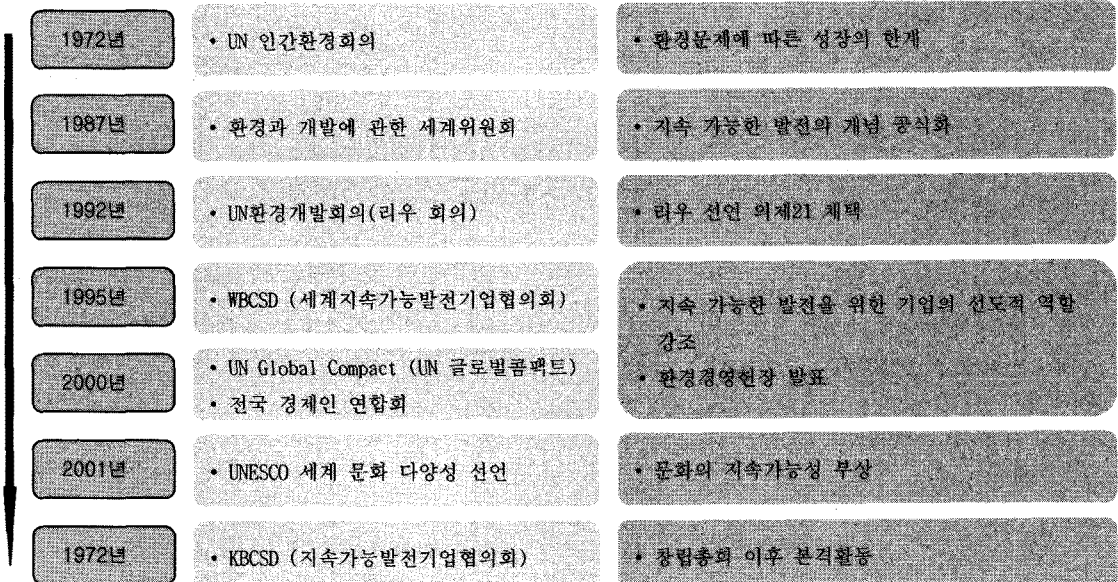 1972년
• UN 인간환경회의
• 환경문제에 따른 성장의 한계
1987년
• 환경과 개발에 관한 세계위원회
• 지속 가능한 발전의 개념 공식화
1992년
• UN환경개발회의(리우 회의)
• 리우 선언 의제21 채택
1995년
• WBCSD (세계지속가능발전기업협의회)
• 지속 가능한 발전을 위한 기업의 선도적 역할
강조
2000년
• UN Global Compact (UN 글로벌콤팩트)
• 전국 경제인 연합회
• 환경경영헌장 발표
2001년
• UNESCO 세계 문화 다양성 선언
• 문화의 지속가능성 부상
1972년
• KBCSD (지속가능발전기업협의회)
• 창립총회 이후 본격활동